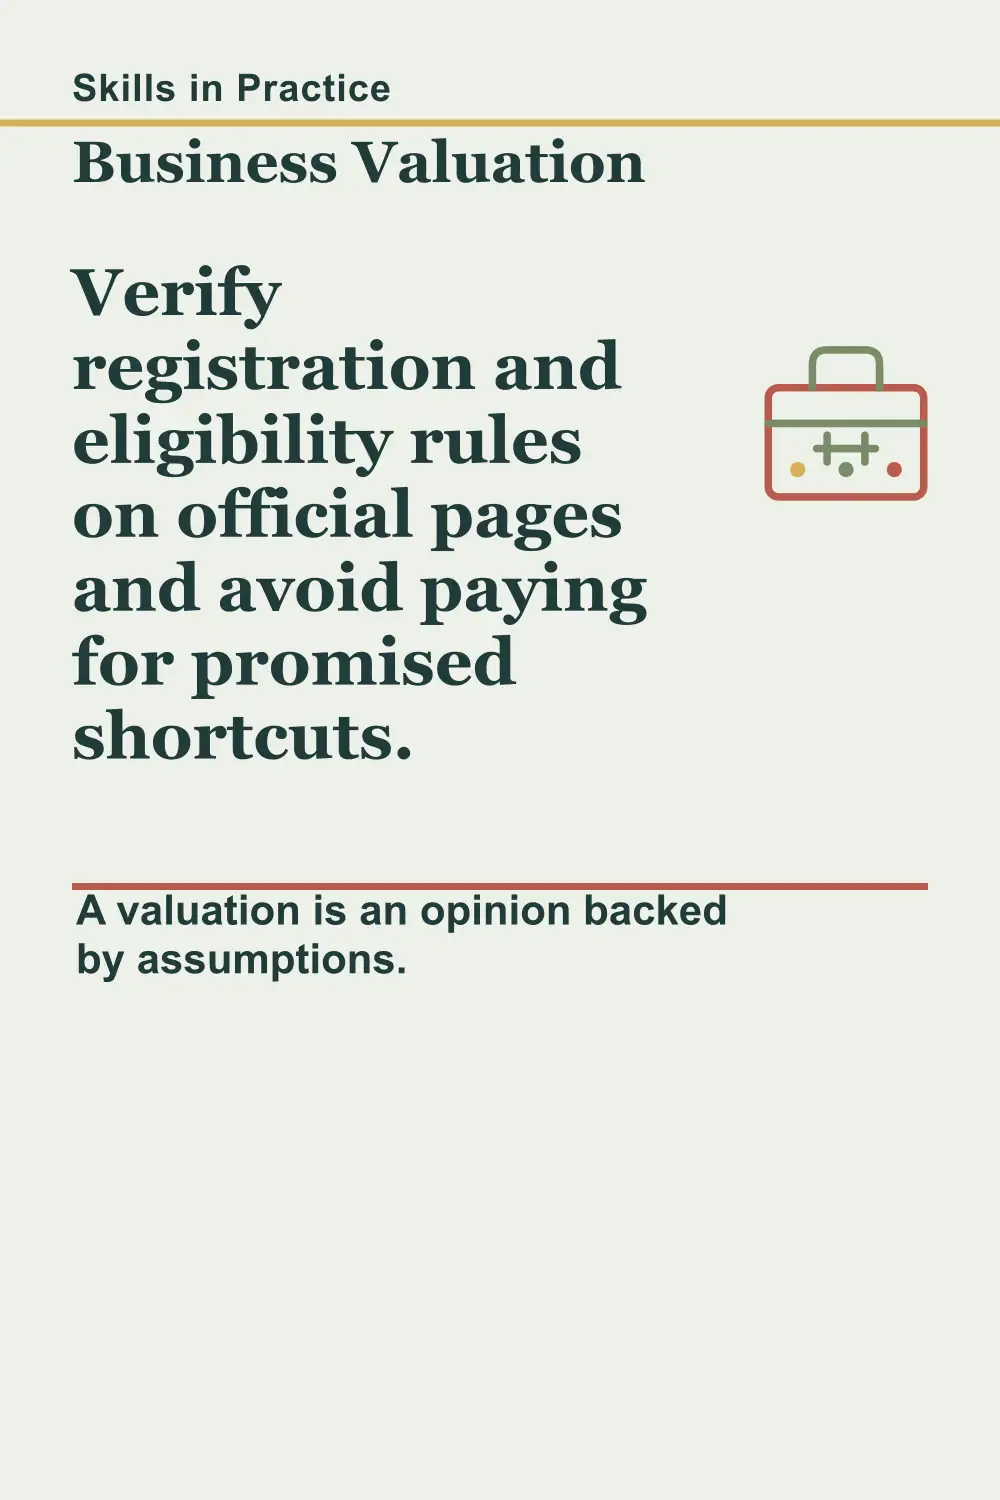 Skills in Practice
Business Valuation
Verify
registration and
eligibility rules
on official pages
and avoid paying
for promised
shortcuts.
A valuation is an opinion backed
by assumptions.